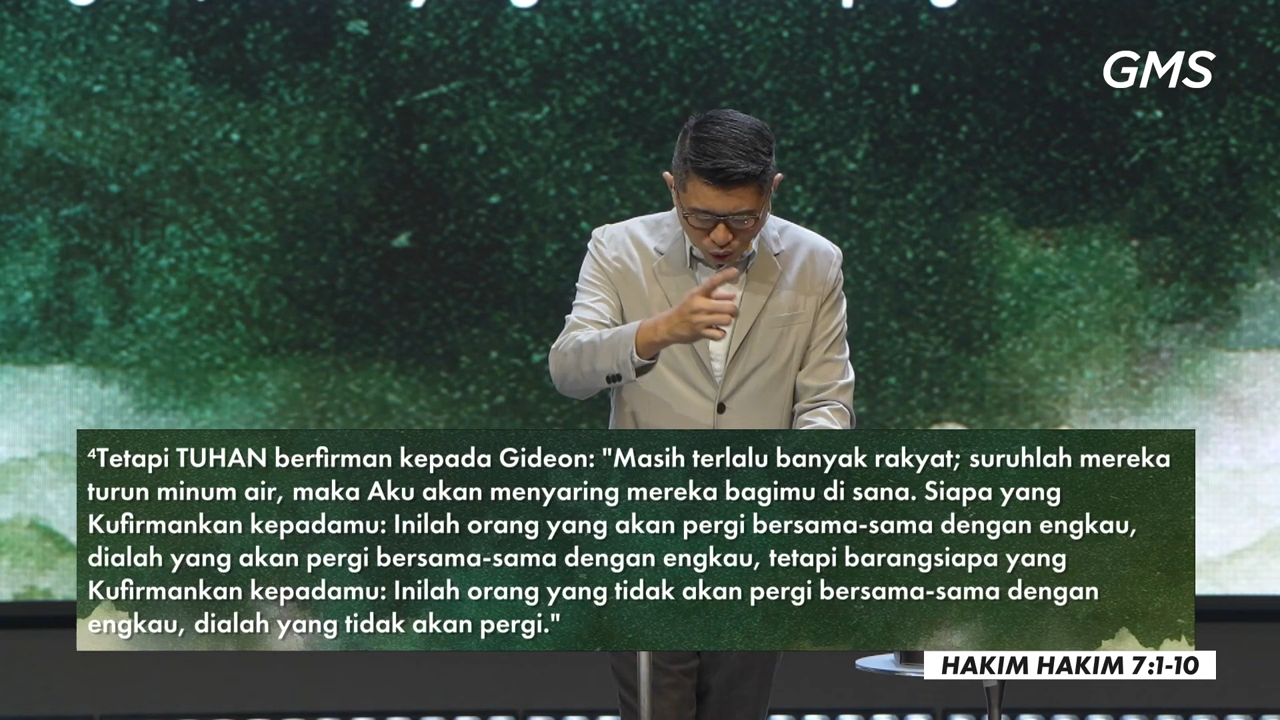 GMS
⁴Tetapi TUHAN berfirman kepada Gideon: "Masih terlalu banyak rakyat; suruhlah mereka
turun minum air, maka Aku akan menyaring mereka bagimu di sana. Siapa yang
Kufirmankan kepadamu: Inilah orang yang akan pergi bersama-sama dengan engkau,
dialah yang akan pergi bersama-sama dengan engkau, tetapi barangsiapa yang
Kufirmankan kepadamu: Inilah orang yang tidak akan pergi bersama-sama dengan
engkau, dialah yang tidak akan pergi."
HAKIM HAKIM 7:1-10